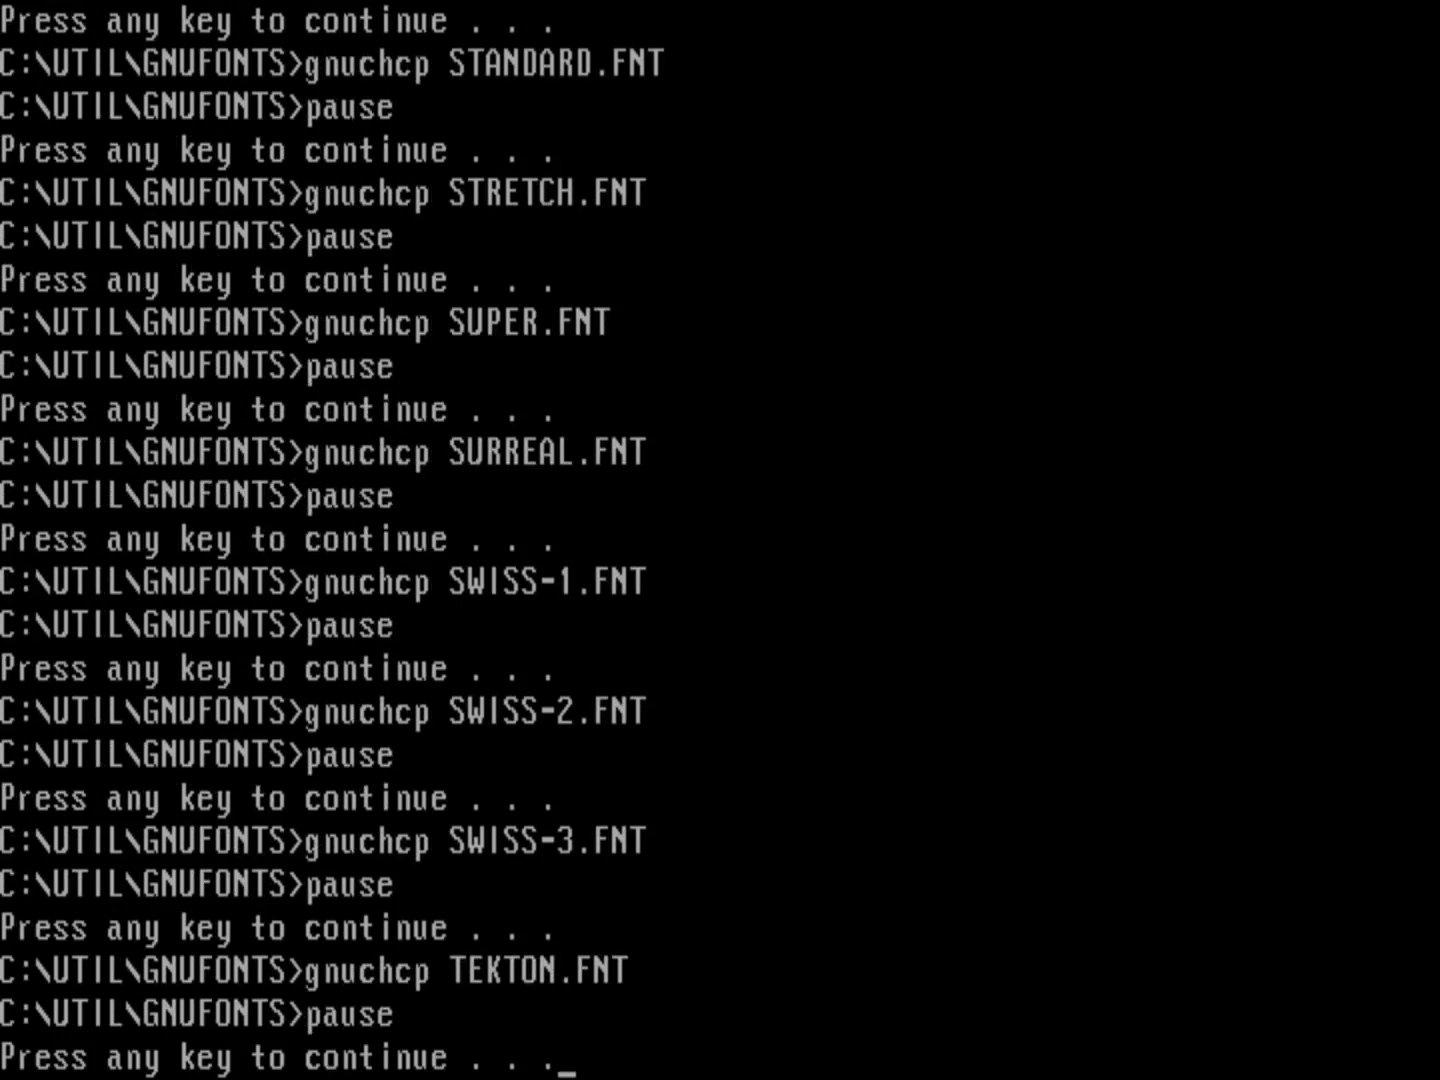 Press any key to continue . . .
C:\UTIL\GNUFONTS>gnuchcp STANDARD.FNT
C:\UTIL\GNUFONTS>pause
Press any key to continue . . .
C:\UTIL\GNUFONTS>gnuchcp STRETCH.FNT
C:\UTIL\GNUFONTS>pause
Press any key to continue . . .
C:\UTIL\GNUFONTS>gnuchcp SUPER.FNT
C:\UTIL\GNUFONTS>pause
Press any key to continue . . .
C:\UTIL\GNUFONTS>gnuchcp SURREAL.FNT
C:\UTIL\GNUFONTS>pause
Press any key to continue . . .
C:\UTIL\GNUFONTS>gnuchcp SWISS-1.FNT
C:\UTIL\GNUFONTS>pause
Press any key to continue . . .
C:\UTIL\GNUFONTS>gnuchcp SWISS-2.FNT
C:\UTIL\GNUFONTS>pause
Press any key to continue . . .
C:\UTIL\GNUFONTS>gnuchcp SWISS-3.FNT
C:\UTIL\GNUFONTS>pause
Press any key to continue . . .
C:\UTIL\GNUFONTS>gnuchcp TEKTON.FNT
C:\UTIL\GNUFONTS>pause
Press any key to continue . . ._